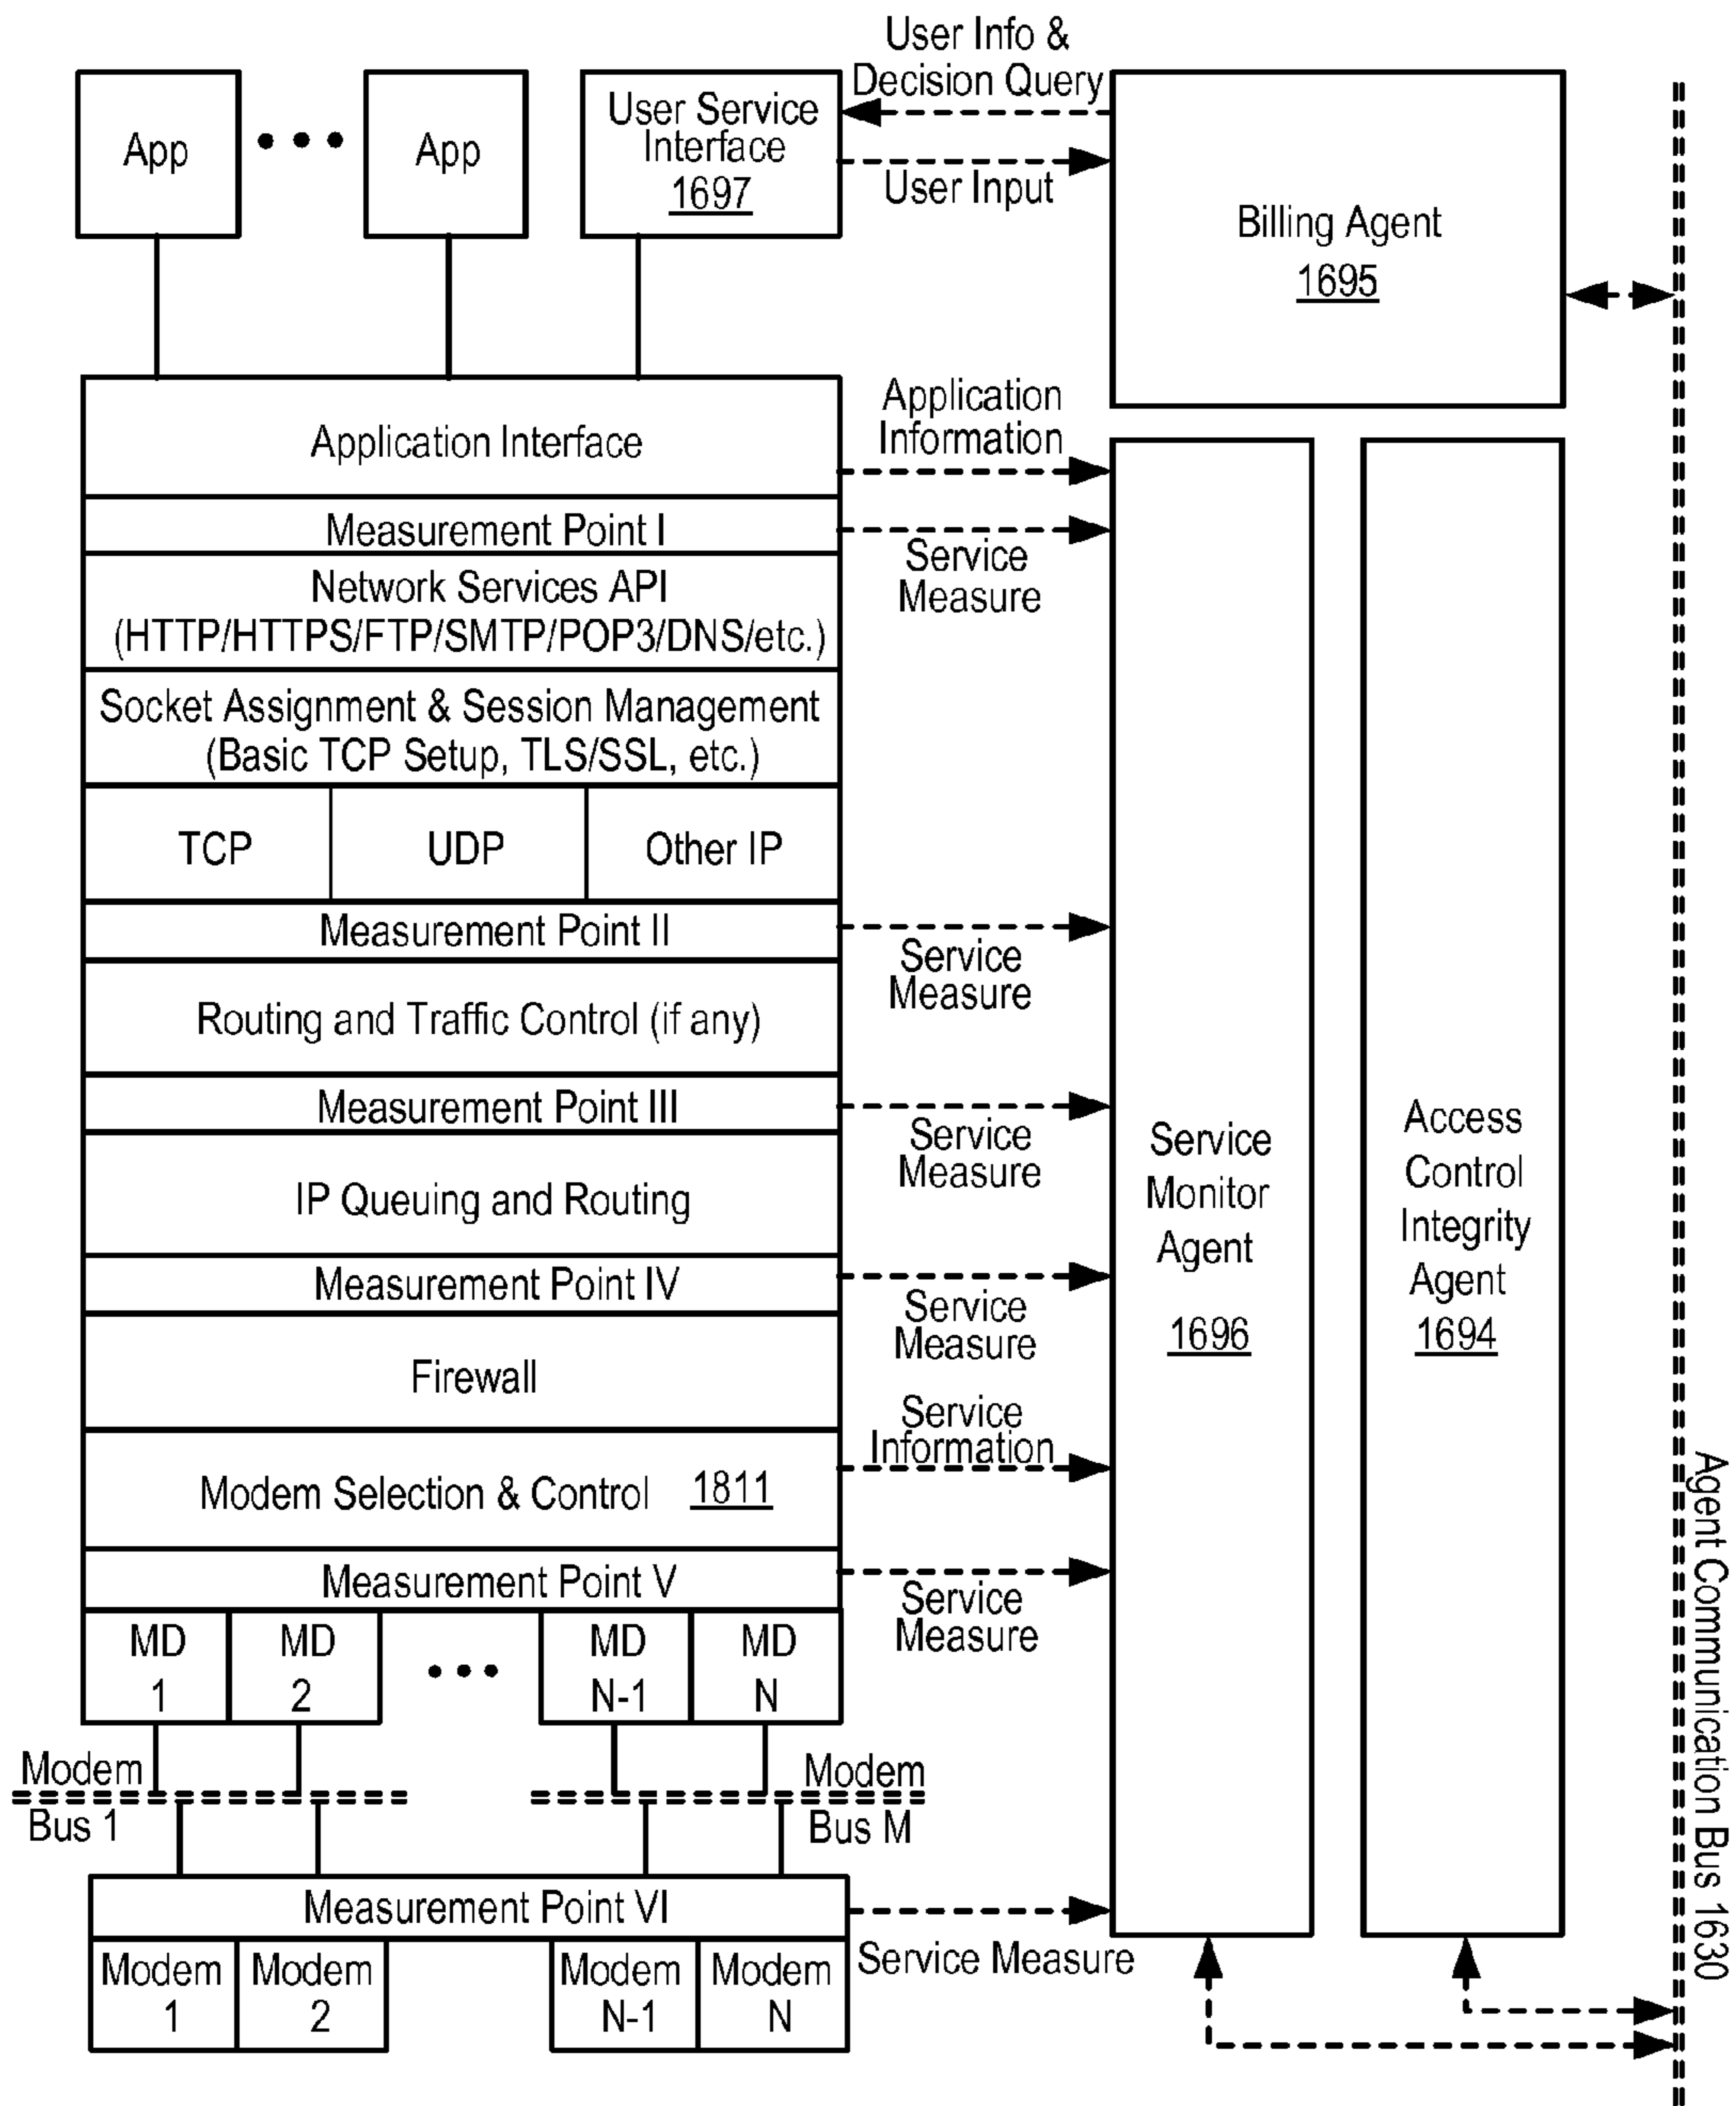 User Info &
Decision Query
App
App
User Service
Interface
1697
User Input
Billing Agent
1695
Application Interface
Application
Information
Measurement Point I
Service
Measure
Network Services API
(HTTP/HTTPS/FTP/SMTP/POP3/DNS/etc.)
Socket Assignment & Session Management
(Basic TCP Setup, TLS/SSL, etc.)
TCP
UDP
Other IP
Measurement Point II
Service
Measure
Routing and Traffic Control (if any)
Measurement Point III
Service
Measure
IP Queuing and Routing
Measurement Point IV
Service
Measure
Firewall
Service
Information
Modem Selection & Control 1811
Measurement Point V
Service
Measure
MD
1
MD
2
MD
N-1
MD
N
Modem
Bus 1
Modem
Bus M
Measurement Point VI
Service Measure
Modem
1
Modem
2
Modem
N-1
Modem
N
Service
Monitor
Agent
1696
Access
Control
Integrity
Agent
1694
Agent Communication Bus 1630